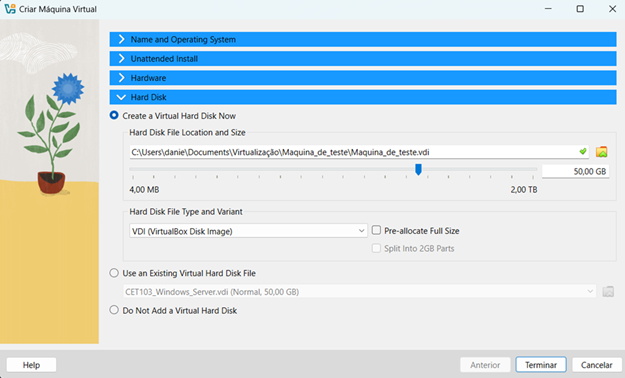 Criar Máquina Virtual
Name and Operating System
Unattended Install
Hardware
Hard Disk
Create a Virtual Hard Disk Now
Hard Disk File Location and Size
C:\Users\danie\Documents\Virtualização\Maquina_de_teste\Maquina_de_teste.vdi
50,00 GB
4,00 MB 2,00 TB
Hard Disk File Type and Variant
VDI (VirtualBox Disk Image) Pre-allocate Full Size
Split Into 2GB Parts
Use an Existing Virtual Hard Disk File
CET103_Windows_Server.vdi (Normal, 50,00 GB)
Do Not Add a Virtual Hard Disk
Help Anterior Terminar Cancelar